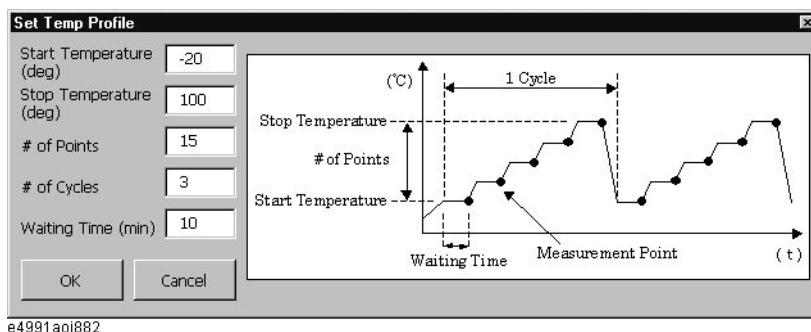 Set Temp Profile
Start Temperature
(deg)
-20
Stop Temperature
(deg)
100
# of Points
15
# of Cycles
3
Waiting Time (min)
10
OK
Cancel
(℃)
1 Cycle
Stop Temperature
# of Points
Start Temperature
Waiting Time
Measurement Point
(t)
e4991aoj882